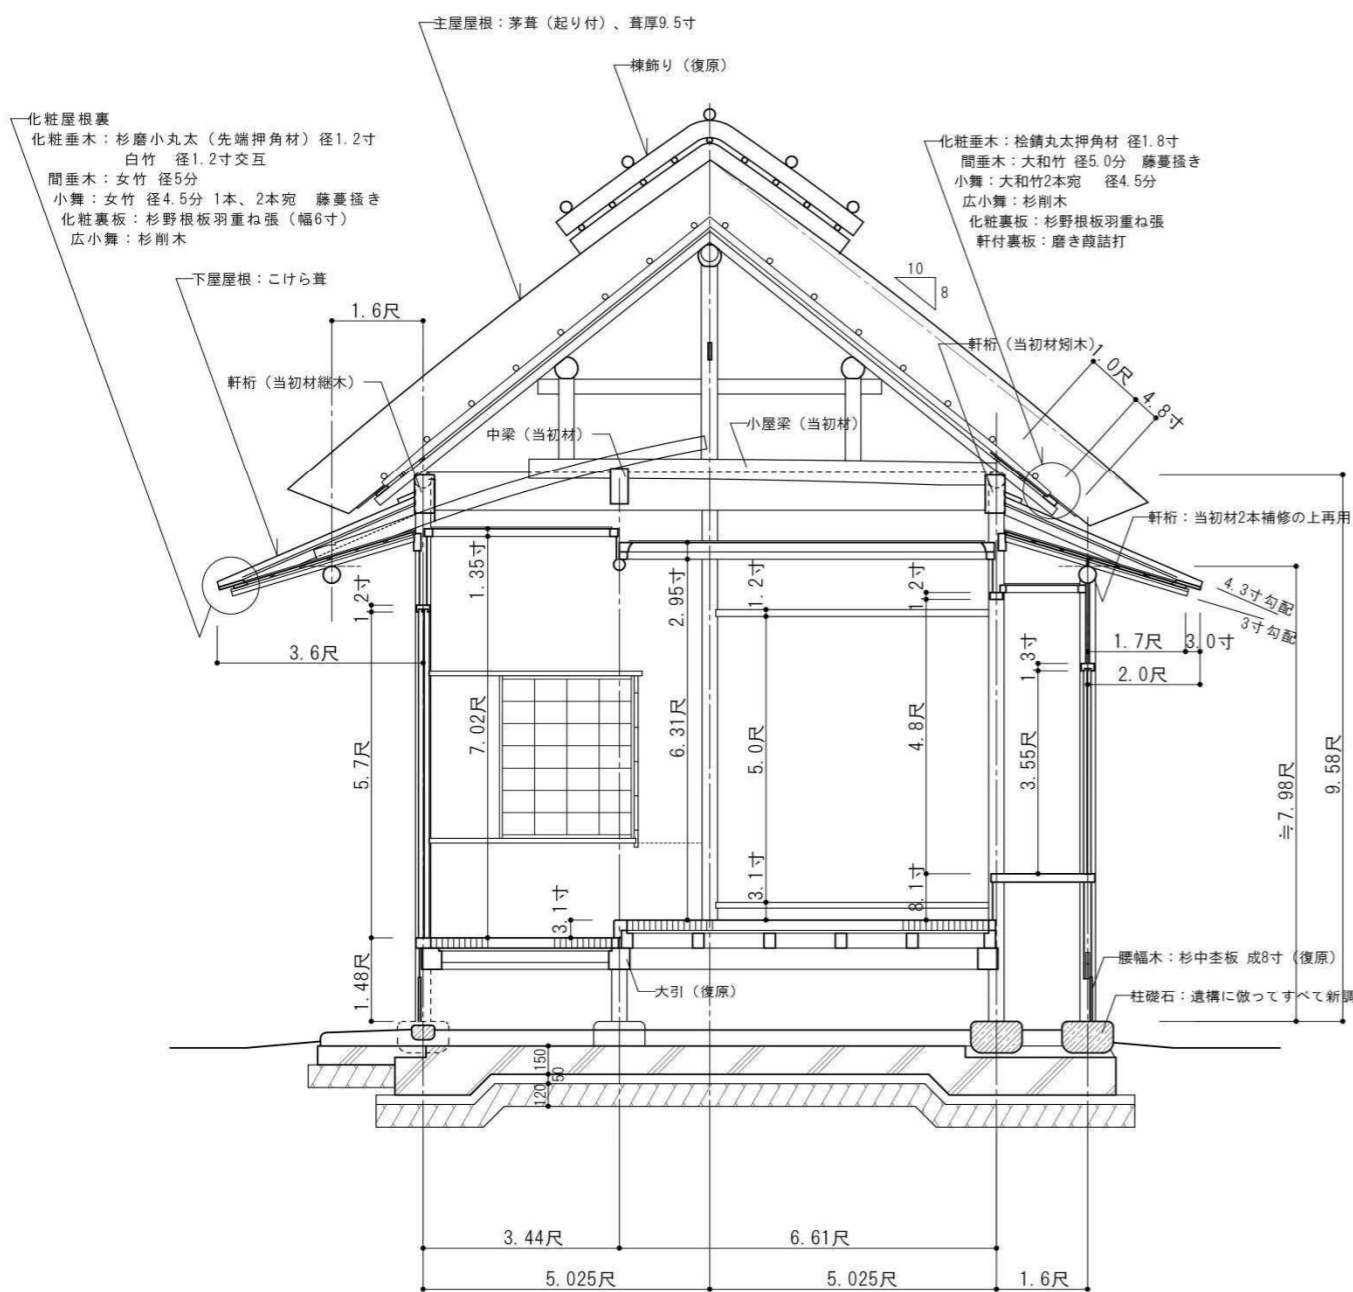 主屋屋根：茅葺（起り付）、葺厚9.5寸
棟飾り（復原）
化粧屋根裏
化粧垂木：杉磨小丸太（先端押角材）径1.2寸
白竹　径1.2寸交互
間垂木：女竹 径5分
小舞：女竹 径4.5分 1本、2本宛　藤蔓掻き
化粧裏板：杉野根板羽重ね張（幅6寸）
広小舞：杉削木
化粧垂木：桧錆丸太押角材 径1.8寸
間垂木：大和竹 径5.0分　藤蔓掻き
小舞：大和竹2本宛　径4.5分
広小舞：杉削木
化粧裏板：杉野根板羽重ね張
軒付裏板：磨き葭詰打
下屋屋根：こけら葺
10
8
1.6尺
軒桁（当初材継木）
軒桁（当初材矧木）
1.0尺
4.8寸
中梁（当初材）
小屋梁（当初材）
軒桁：当初材2本補修の上再用
1.2寸
1.35寸
2.95寸
1.2寸
1.2寸
4.3寸勾配
3寸勾配
3.6尺
1.3寸
1.7尺
3.0寸
2.0尺
5.7尺
7.02尺
6.31尺
5.0尺
4.8尺
3.55尺
≒7.98尺
9.58尺
3.1寸
3.1寸
8.1寸
1.48尺
大引（復原）
腰幅木：杉中杢板 成8寸（復原）
柱礎石：遺構に倣ってすべて新調
150
50
120
3.44尺
6.61尺
5.025尺
5.025尺
1.6尺